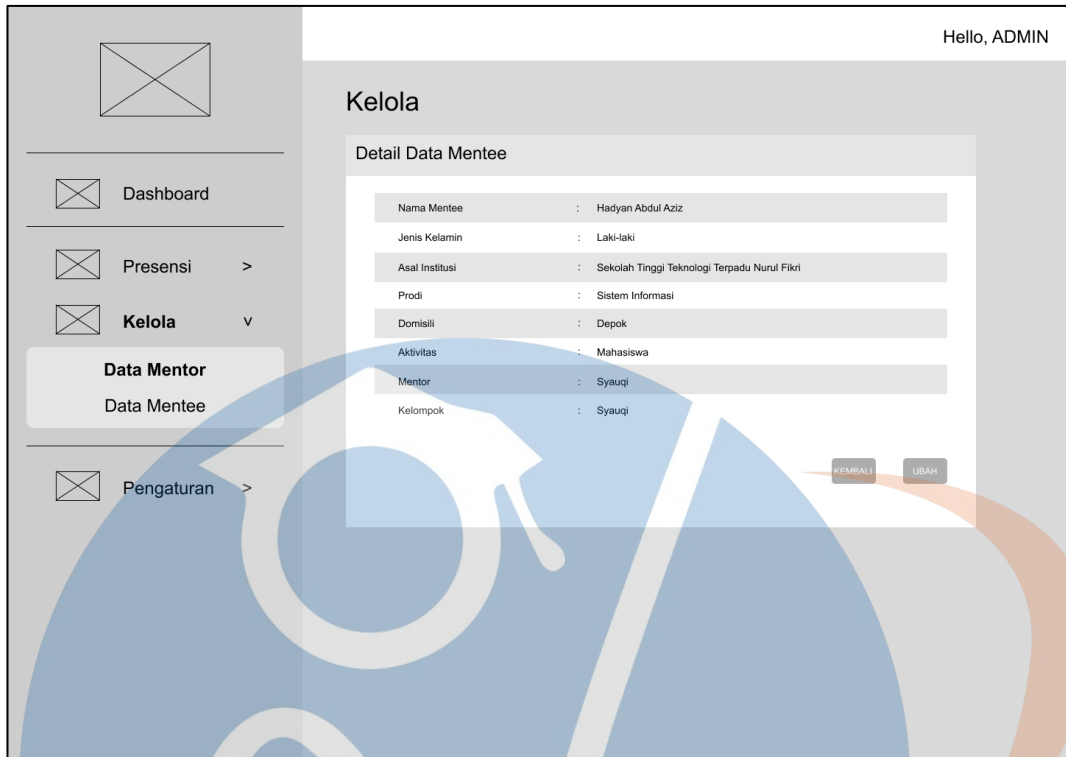 Hello, ADMIN
Dashboard
Presensi >
Kelola v
Data Mentor
Data Mentee
Pengaturan >
Kelola
Detail Data Mentee
Nama Mentee : Hadyan Abdul Aziz
Jenis Kelamin : Laki-laki
Asal Institusi : Sekolah Tinggi Teknologi Terpadu Nurul Fikri
Prodi : Sistem Informasi
Domisili : Depok
Aktivitas : Mahasiswa
Mentor : Syauqi
Kelompok : Syauqi
KEMBALI UBAH